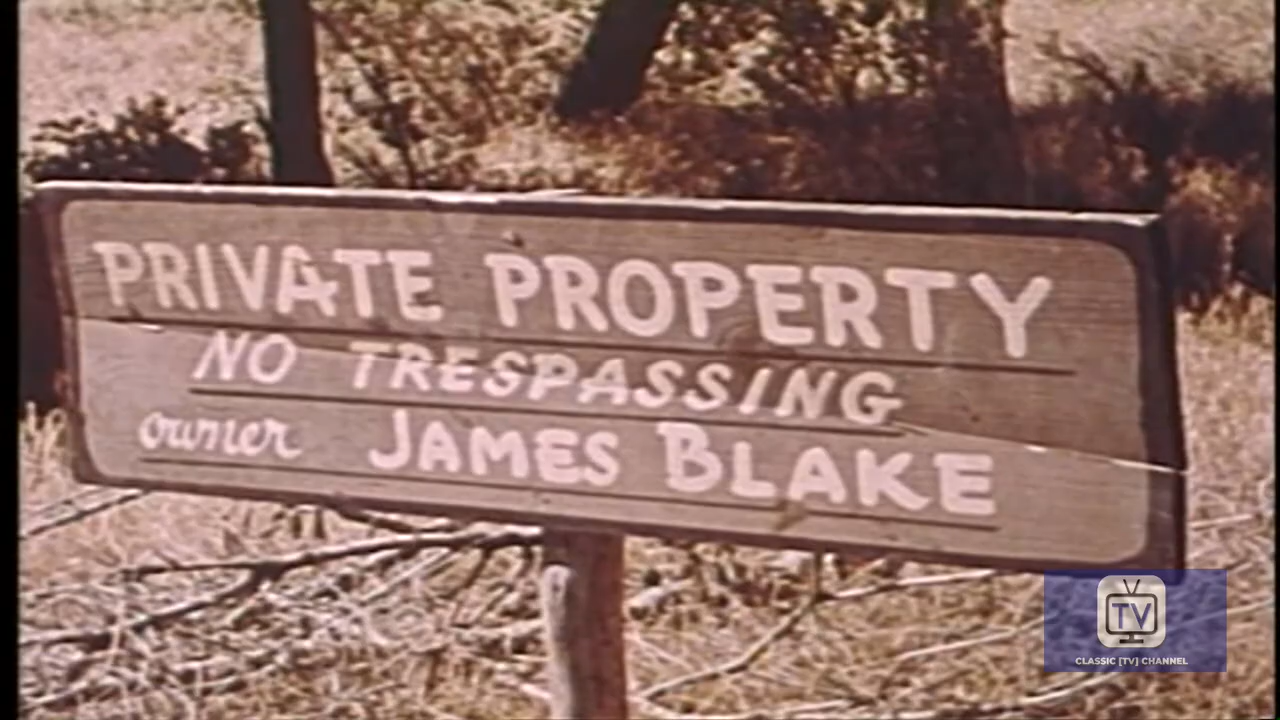 PRIVATE PROPERTY
NO TRESPASSING
owner JAMES BLAKE
TV
CLASSIC [TV] CHANNEL